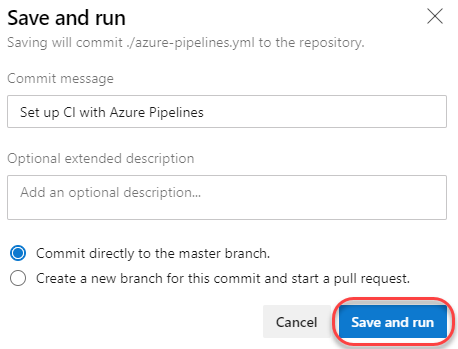 Save and run
Saving will commit ./azure-pipelines.yml to the repository.
Commit message
Set up CI with Azure Pipelines
Optional extended description
Add an optional description...
Commit directly to the master branch.
Create a new branch for this commit and start a pull request.
Cancel
Save and run